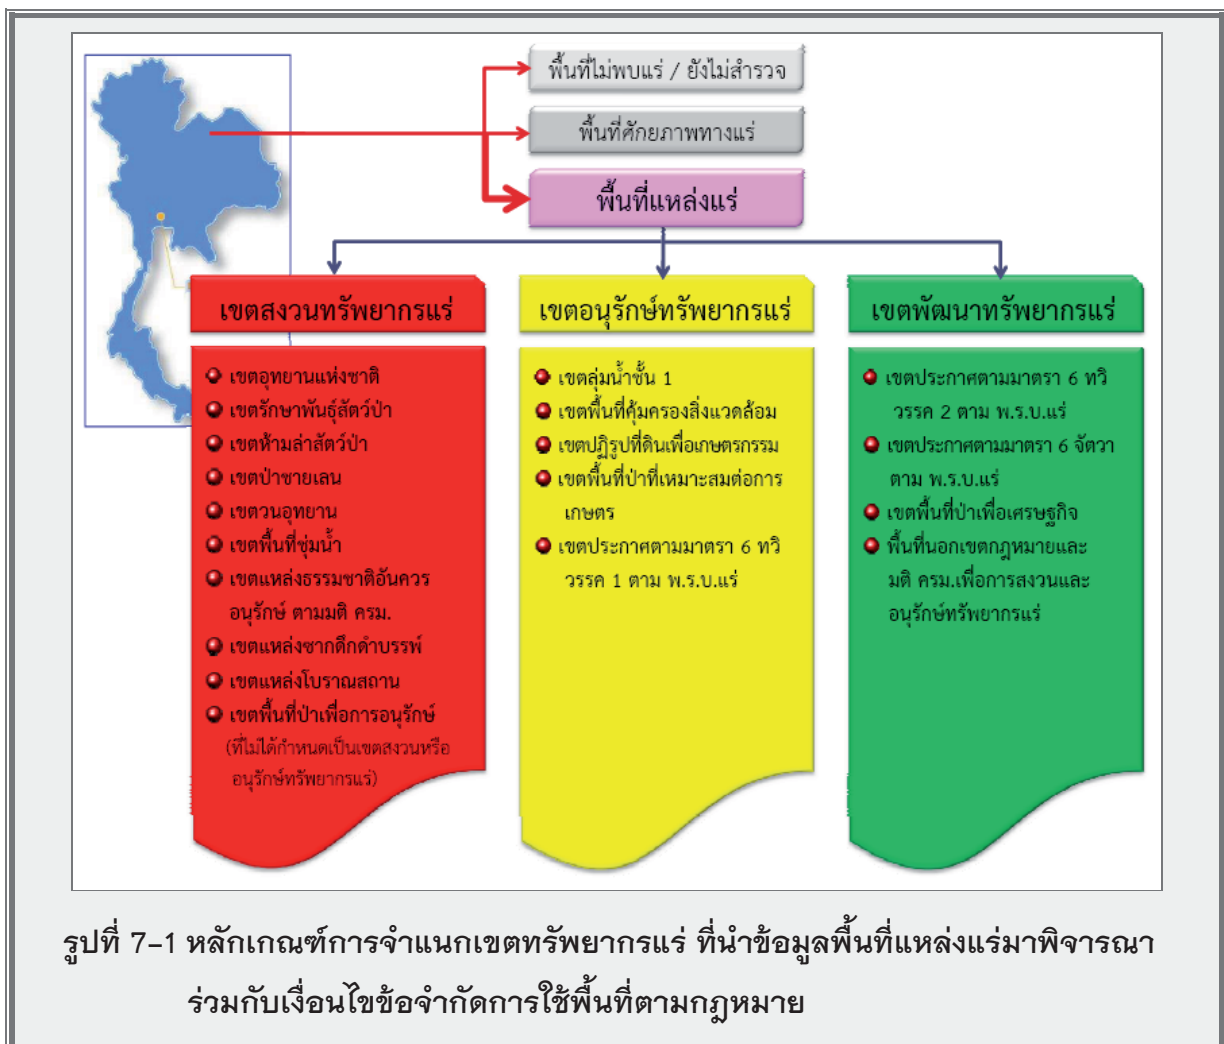 พื้นที่ไม่พบแร่ / ยังไม่สำรวจ
พื้นที่ศักยภาพทางแร่
พื้นที่แหล่งแร่
เขตสงวนทรัพยากรแร่
เขตอุทยานแห่งชาติ
เขตรักษาพันธุ์สัตว์ป่า
เขตห้ามล่าสัตว์ป่า
เขตป่าชายเลน
เขตวนอุทยาน
เขตพื้นที่ชุ่มน้ำ
เขตแหล่งธรรมชาติอันควร
อนุรักษ์ ตามมติ ครม.
เขตแหล่งซากดึกดำบรรพ์
เขตแหล่งโบราณสถาน
เขตพื้นที่ป่าเพื่อการอนุรักษ์
(ที่ไม่ได้กำหนดเป็นเขตสงวนหรือ
อนุรักษ์ทรัพยากรแร่)
เขตอนุรักษ์ทรัพยากรแร่
เขตลุ่มน้ำชั้น 1
เขตพื้นที่คุ้มครองสิ่งแวดล้อม
เขตปฏิรูปที่ดินเพื่อเกษตรกรรม
เขตพื้นที่ป่าที่เหมาะสมต่อการ
เกษตร
เขตประกาศตามมาตรา 6 ทวิ
วรรค 1 ตาม พ.ร.บ.แร่
เขตพัฒนาทรัพยากรแร่
เขตประกาศตามมาตรา 6 ทวิ
วรรค 2 ตาม พ.ร.บ.แร่
เขตประกาศตามมาตรา 6 จัตวา
ตาม พ.ร.บ.แร่
เขตพื้นที่ป่าเพื่อเศรษฐกิจ
พื้นที่นอกเขตกฎหมายและ
มติ ครม.เพื่อการสงวนและ
อนุรักษ์ทรัพยากรแร่
รูปที่ 7-1 หลักเกณฑ์การจำแนกเขตทรัพยากรแร่ ที่นำข้อมูลพื้นที่แหล่งแร่มาพิจารณา
ร่วมกับเงื่อนไขข้อจำกัดการใช้พื้นที่ตามกฎหมาย